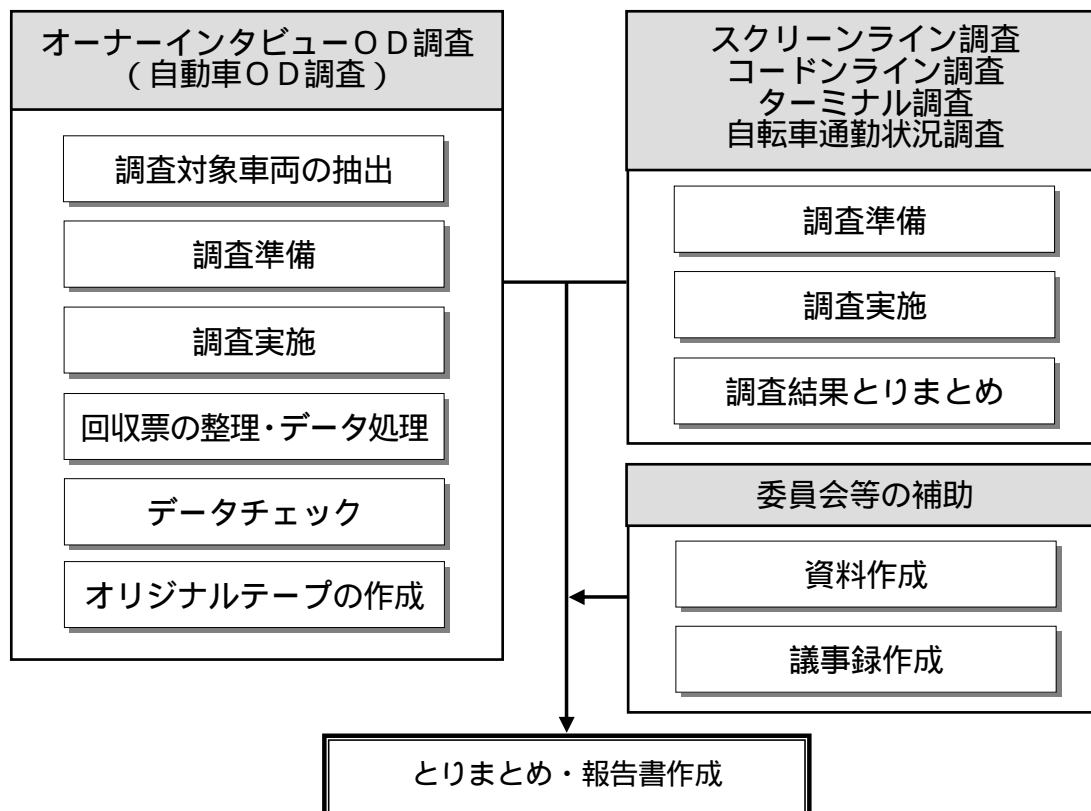 オーナーインタビューＯＤ調査
（自動車ＯＤ調査）
調査対象車両の抽出
調査準備
調査実施
回収票の整理・データ処理
データチェック
オリジナルテープの作成
スクリーンライン調査
コードンライン調査
ターミナル調査
自転車通勤状況調査
調査準備
調査実施
調査結果とりまとめ
委員会等の補助
資料作成
議事録作成
とりまとめ・報告書作成